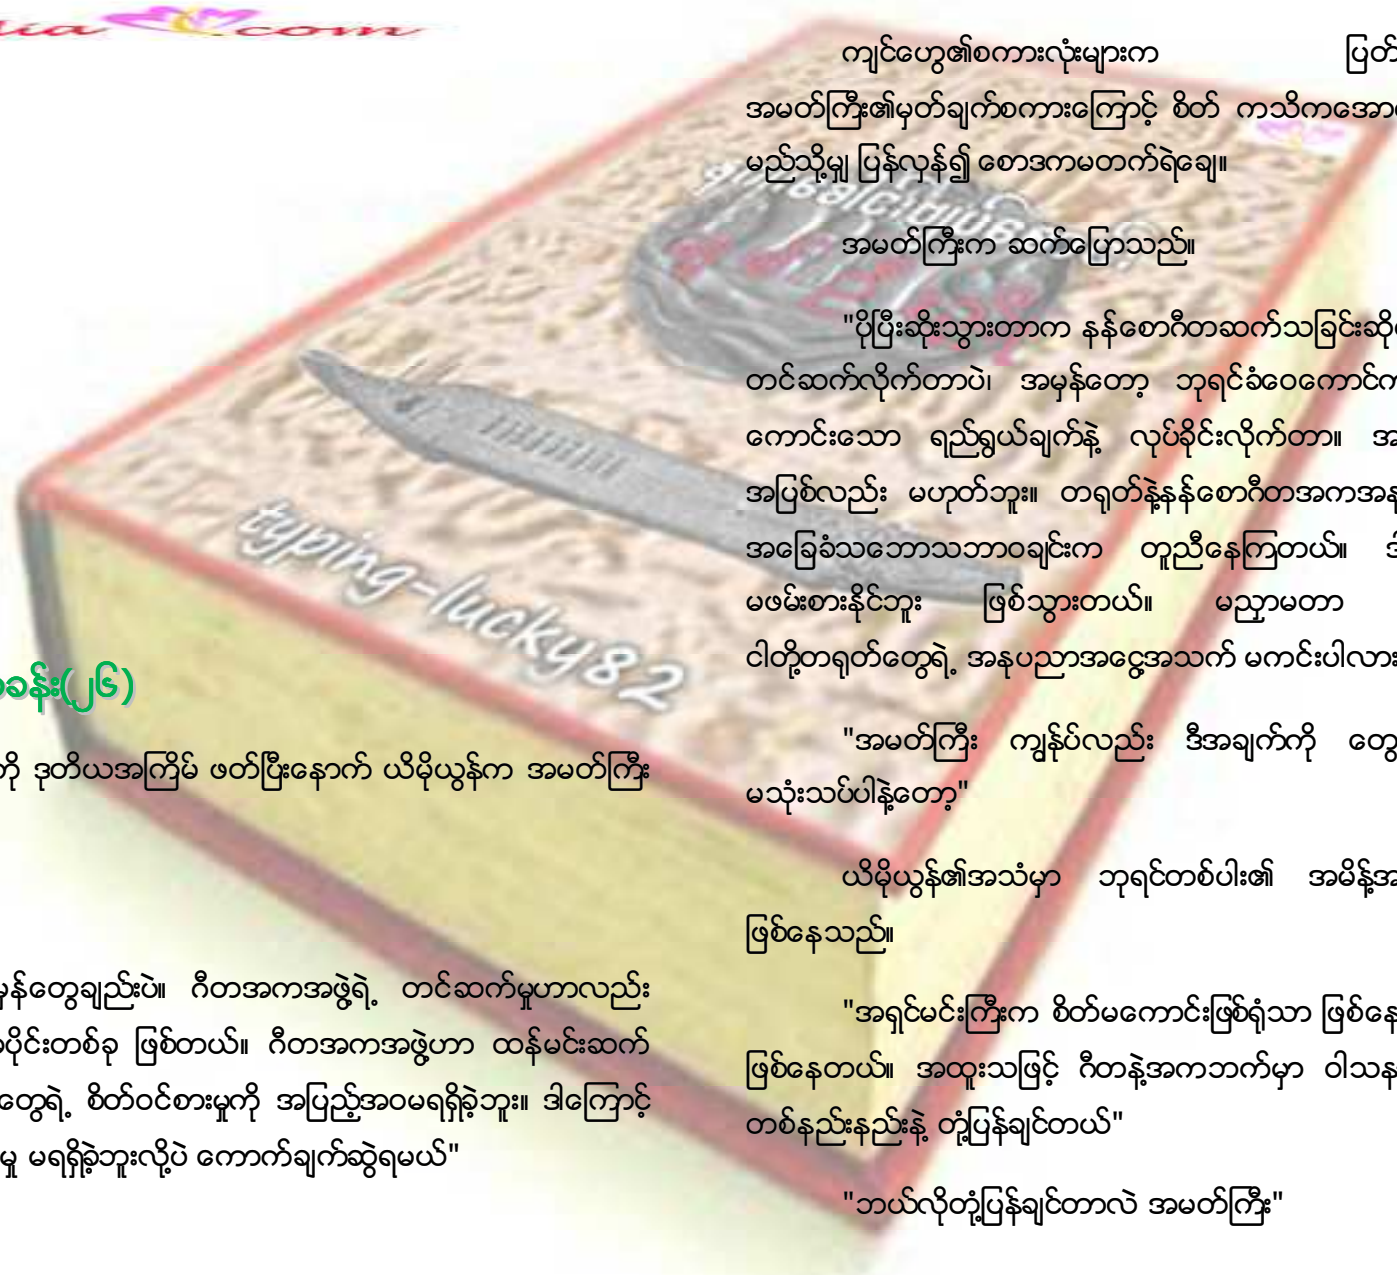 com
ခန်း(၂၆)
ကို ဒုတိယအကြိမ် ဖတ်ပြီးနောက် ယိမိုယွန်က အမတ်ကြီး
မှန်တွေချည်းပဲ။ ဂီတအကအဖွဲ့ရဲ့ တင်ဆက်မှုဟာလည်း
ပိုင်းတစ်ခု ဖြစ်တယ်။ ဂီတအကအဖွဲ့ဟာ ထန်မင်းဆက်
တွေရဲ့ စိတ်ဝင်စားမှုကို အပြည့်အဝမရရှိခဲ့ဘူး။ ဒါကြောင့်
မှု မရရှိခဲ့ဘူးလို့ပဲ ကောက်ချက်ဆွဲရမယ်"
ကျင်ဟွေ၏စကားလုံးများက ပြတ်
အမတ်ကြီး၏မှတ်ချက်စကားကြောင့် စိတ် ကသိကအော
မည်သို့မျှ ပြန်လှန်၍ စောဒကမတက်ရဲချေ။
အမတ်ကြီးက ဆက်ပြောသည်။
"ပိုပြီးဆိုးသွားတာက နန်စောဂီတဆက်သခြင်းဆို
တင်ဆက်လိုက်တာပဲ၊ အမှန်တော့ ဘုရင်ခံဝေကောင်က
ကောင်းသော ရည်ရွယ်ချက်နဲ့ လုပ်ခိုင်းလိုက်တာ။ အ
အပြစ်လည်း မဟုတ်ဘူး။ တရုတ်နဲ့နန်စောဂီတအကအန
အခြေခံသဘောသဘာဝချင်းက တူညီနေကြတယ်။ ဒါ
မဖမ်းစားနိုင်ဘူး ဖြစ်သွားတယ်။ မညှာမတာ
ငါတို့တရုတ်တွေရဲ့ အနုပညာအငွေ့အသက် မကင်းပါလား
"အမတ်ကြီး ကျွန်ုပ်လည်း ဒီအချက်ကို တွေ
မသုံးသပ်ပါနဲ့တော့"
ယိမိုယွန်၏အသံမှာ ဘုရင်တစ်ပါး၏ အမိန့်အ
ဖြစ်နေသည်။
"အရှင်မင်းကြီးက စိတ်မကောင်းဖြစ်ရုံသာ ဖြစ်နေ
ဖြစ်နေတယ်။ အထူးသဖြင့် ဂီတနဲ့အကဘက်မှာ ဝါသန
တစ်နည်းနည်းနဲ့ တုံ့ပြန်ချင်တယ်"
"ဘယ်လိုတုံ့ပြန်ချင်တာလဲ အမတ်ကြီး"
typing-lucky82